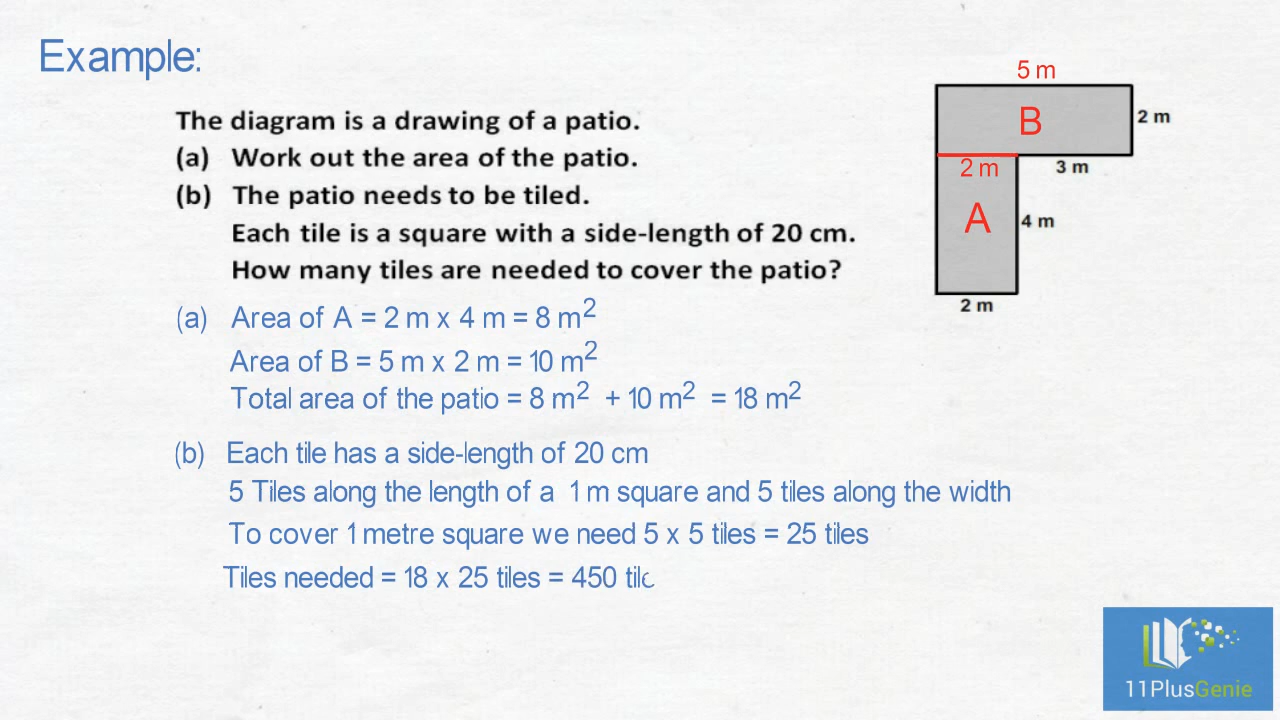 Example:
The diagram is a drawing of a patio.
(a) Work out the area of the patio.
(b) The patio needs to be tiled.
Each tile is a square with a side-length of 20 cm.
How many tiles are needed to cover the patio?
5 m
B
2 m
2 m
3 m
A
4 m
2 m
(a) Area of A = 2 m x 4 m = 8 m²
Area of B = 5 m x 2 m = 10 m²
Total area of the patio = 8 m² + 10 m² = 18 m²
(b) Each tile has a side-length of 20 cm
5 Tiles along the length of a 1 m square and 5 tiles along the width
To cover 1 metre square we need 5 x 5 tiles = 25 tiles
Tiles needed = 18 x 25 tiles = 450
11PlusGenie